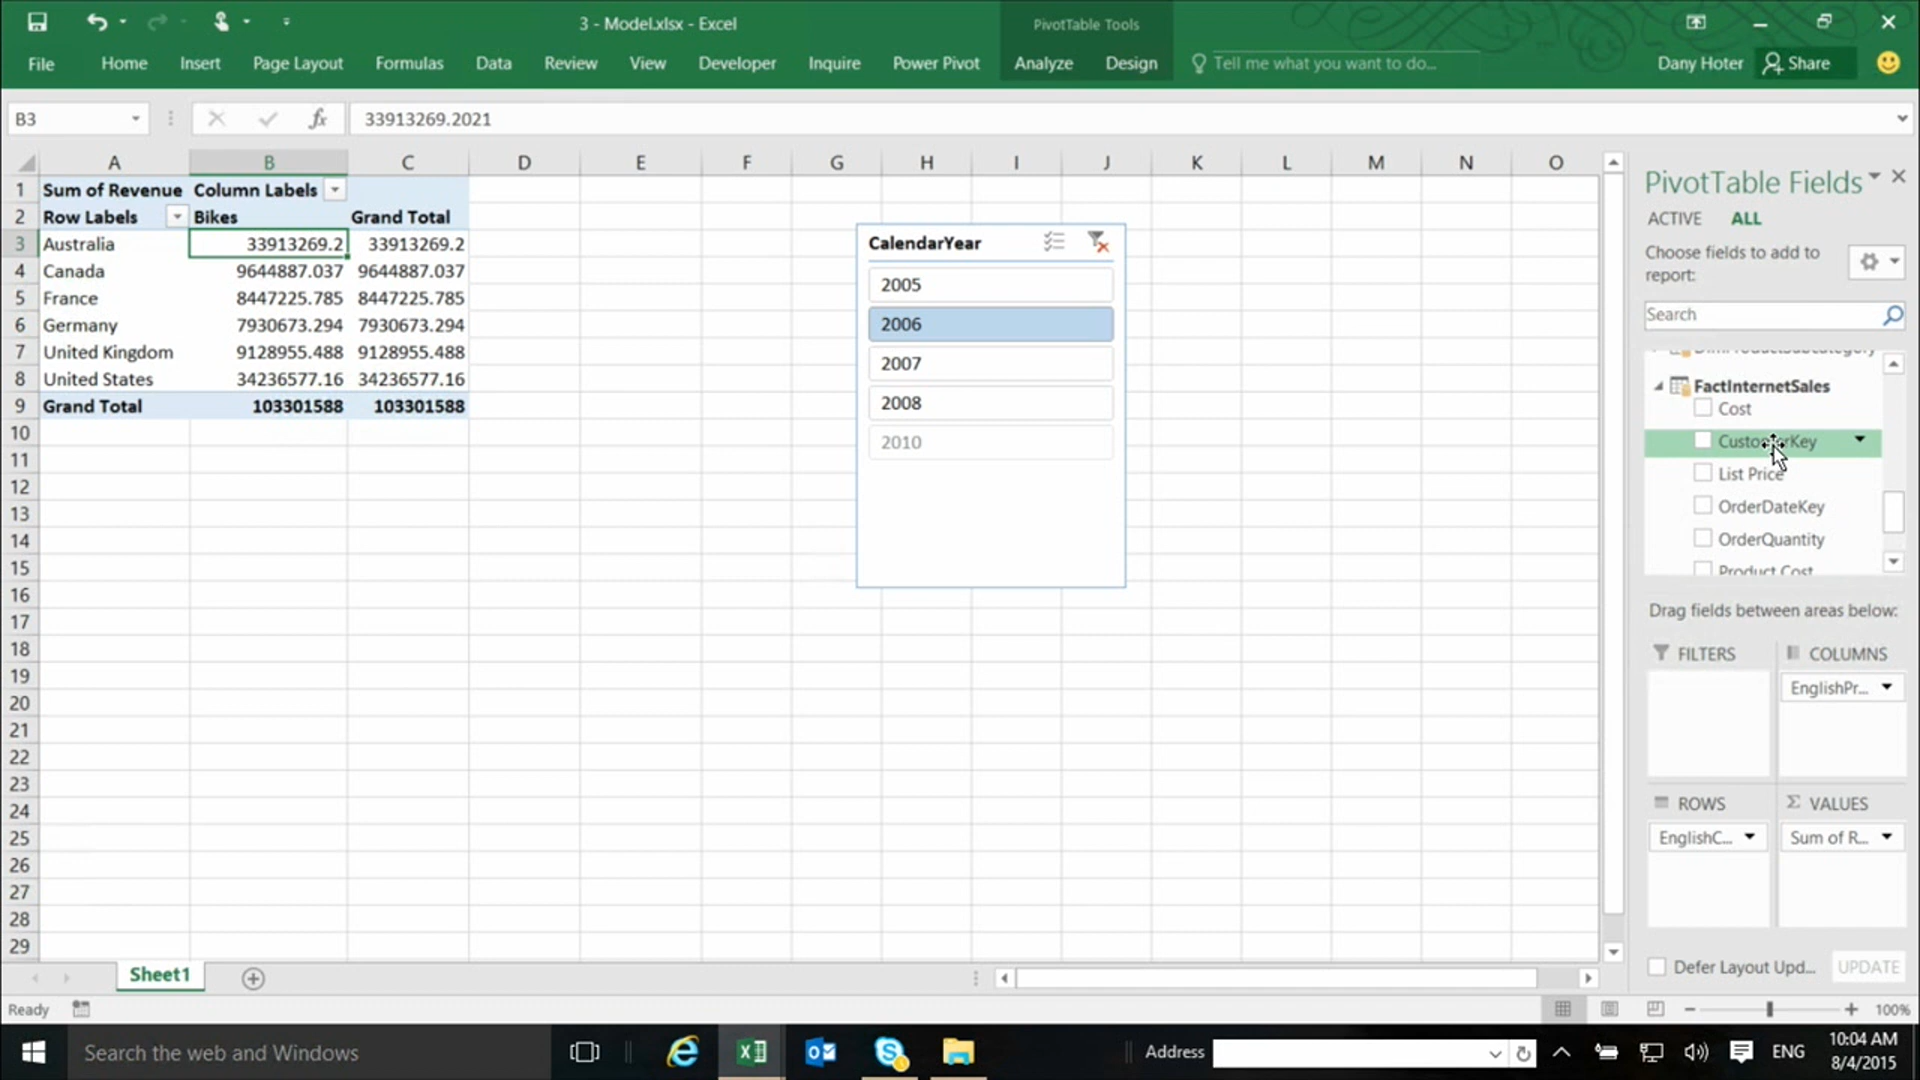 3 - Model.xlsx - Excel
PivotTable Tools
File Home Insert Page Layout Formulas Data Review View Developer Inquire Power Pivot Analyze Design Tell me what you want to do... Dany Hoter Share
B3 fx 33913269.2021
A B C D E F G H I J K L M N O
1 Sum of Revenue Column Labels
2 Row Labels Bikes Grand Total
3 Australia 33913269.2 33913269.2
4 Canada 9644887.037 9644887.037
5 France 8447225.785 8447225.785
6 Germany 7930673.294 7930673.294
7 United Kingdom 9128955.488 9128955.488
8 United States 34236577.16 34236577.16
9 Grand Total 103301588 103301588
10
11
12
13
14
15
16
17
18
19
20
21
22
23
24
25
26
27
28
29
CalendarYear
2005
2006
2007
2008
2010
PivotTable Fields
ACTIVE ALL
Choose fields to add to
report:
Search
DimProductSubcategory
FactInternetSales
Cost
CustomerKey
List Price
OrderDateKey
OrderQuantity
Product Cost
Drag fields between areas below:
FILTERS COLUMNS
EnglishPr...
ROWS Σ VALUES
EnglishC... Sum of R...
Defer Layout Upd... UPDATE
Sheet1
Ready 100%
Search the web and Windows Address ENG 10:04 AM
8/4/2015